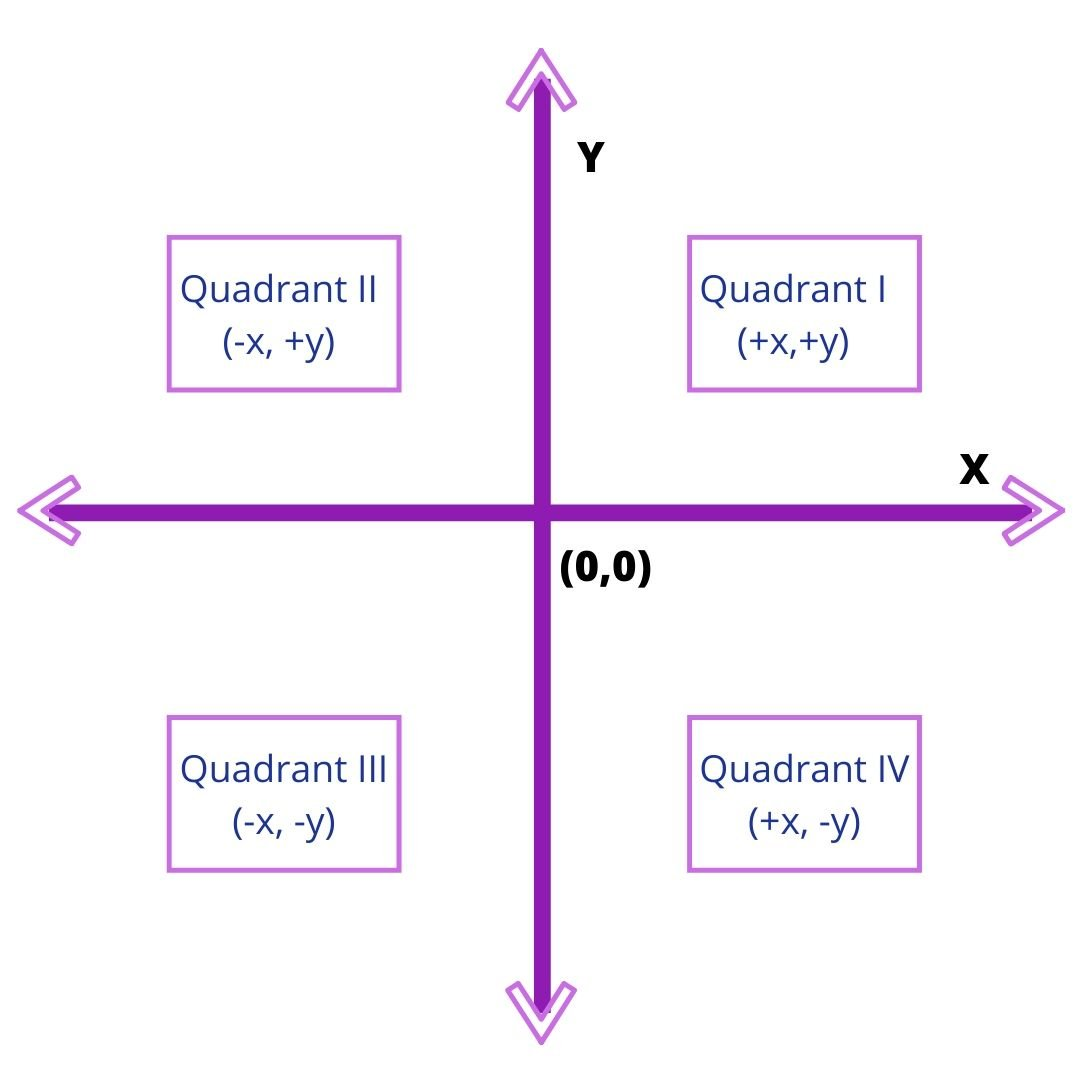 Y
Quadrant II
(-x, +y)
Quadrant I
(+x,+y)
X
(0,0)
Quadrant III
(-x, -y)
Quadrant IV
(+x, -y)